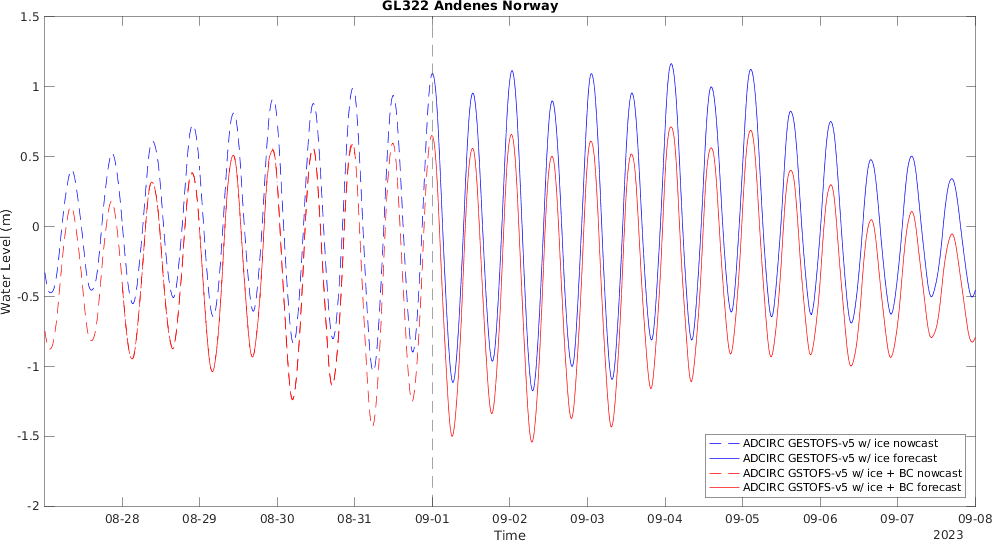 GL322 Andenes Norway
1.5
1
0.5
0
-0.5
-1
-1.5
-2
Water Level (m)
ADCIRC GESTOFS-v5 w/ ice nowcast
ADCIRC GESTOFS-v5 w/ ice forecast
ADCIRC GSTOFS-v5 w/ ice + BC nowcast
ADCIRC GSTOFS-v5 w/ ice + BC forecast
08-28 08-29 08-30 08-31 09-01 09-02 09-03 09-04 09-05 09-06 09-07 09-08
Time
2023